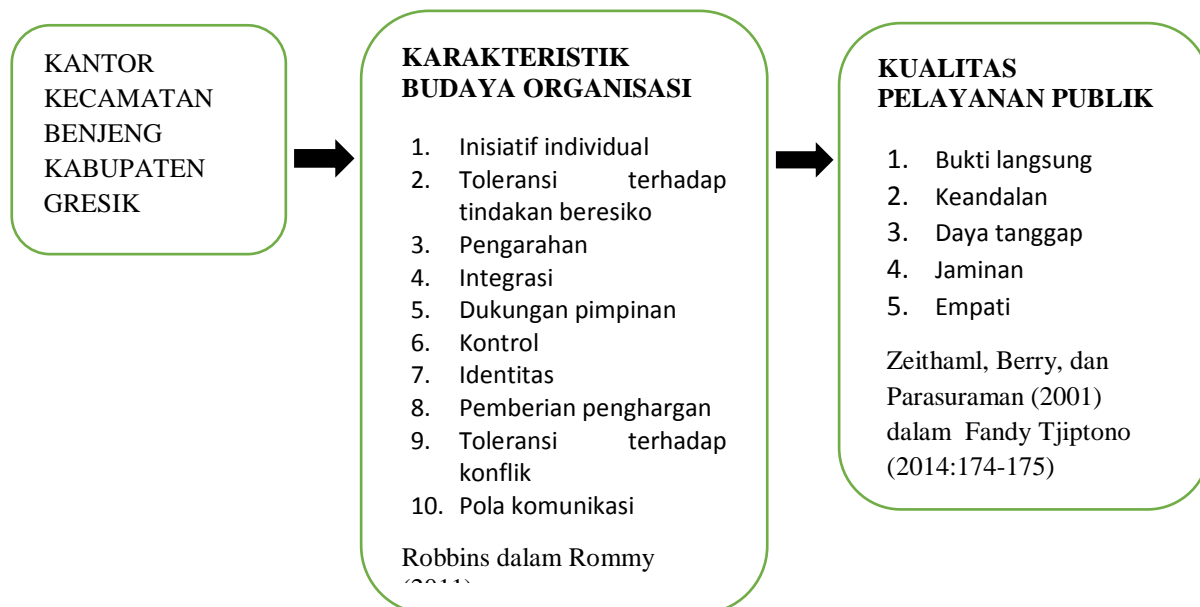 KANTOR
KECAMATAN
BENJENG
KABUPATEN
GRESIK
KARAKTERISTIK
BUDAYA ORGANISASI
1. Inisiatif individual
2. Toleransi terhadap
tindakan beresiko
3. Pengarahan
4. Integrasi
5. Dukungan pimpinan
6. Kontrol
7. Identitas
8. Pemberian penghargan
9. Toleransi terhadap
konflik
10. Pola komunikasi
Robbins dalam Rommy
KUALITAS
PELAYANAN PUBLIK
1. Bukti langsung
2. Keandalan
3. Daya tanggap
4. Jaminan
5. Empati
Zeithaml, Berry, dan
Parasuraman (2001)
dalam Fandy Tjiptono
(2014:174-175)